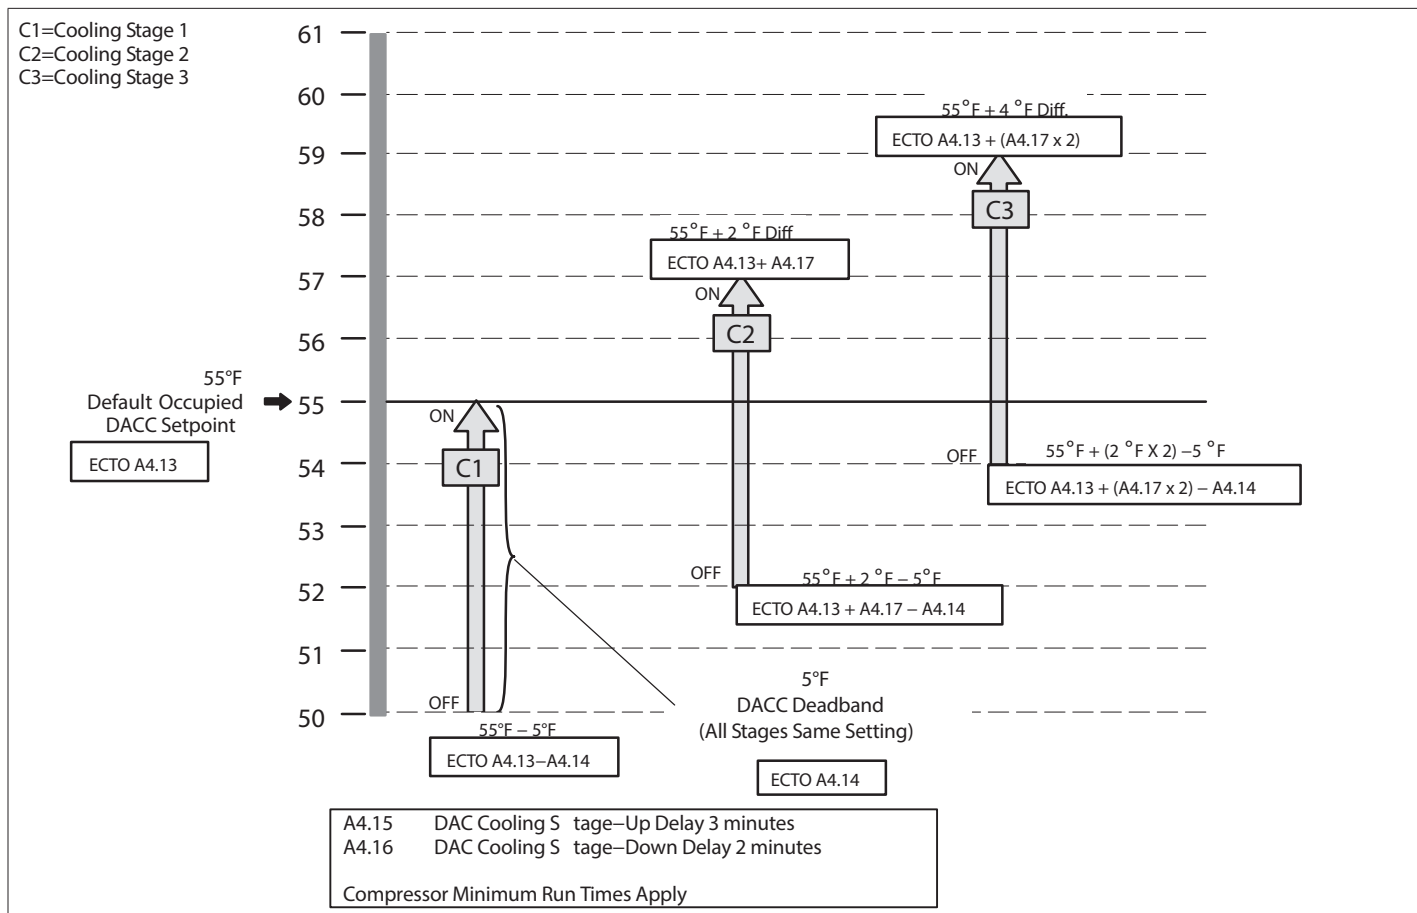 C1=Cooling Stage 1
C2=Cooling Stage 2
C3=Cooling Stage 3
61
60
55°F + 4 °F Diff.
ECTO A4.13 + (A4.17 x 2)
59
ON
58
C3
55°F + 2 °F Diff
ECTO A4.13+ A4.17
57
ON
C2
56
55°F
Default Occupied
DACC Setpoint
55
ECTO A4.13
ON
C1
54
OFF
55°F + (2 °F X 2) –5 °F
ECTO A4.13 + (A4.17 x 2) – A4.14
53
OFF
55°F + 2 °F – 5°F
52
ECTO A4.13 + A4.17 – A4.14
51
50
OFF
55°F – 5°F
ECTO A4.13–A4.14
5°F
DACC Deadband
(All Stages Same Setting)
ECTO A4.14
A4.15 DAC Cooling S tage–Up Delay 3 minutes
A4.16 DAC Cooling S tage–Down Delay 2 minutes
Compressor Minimum Run Times Apply